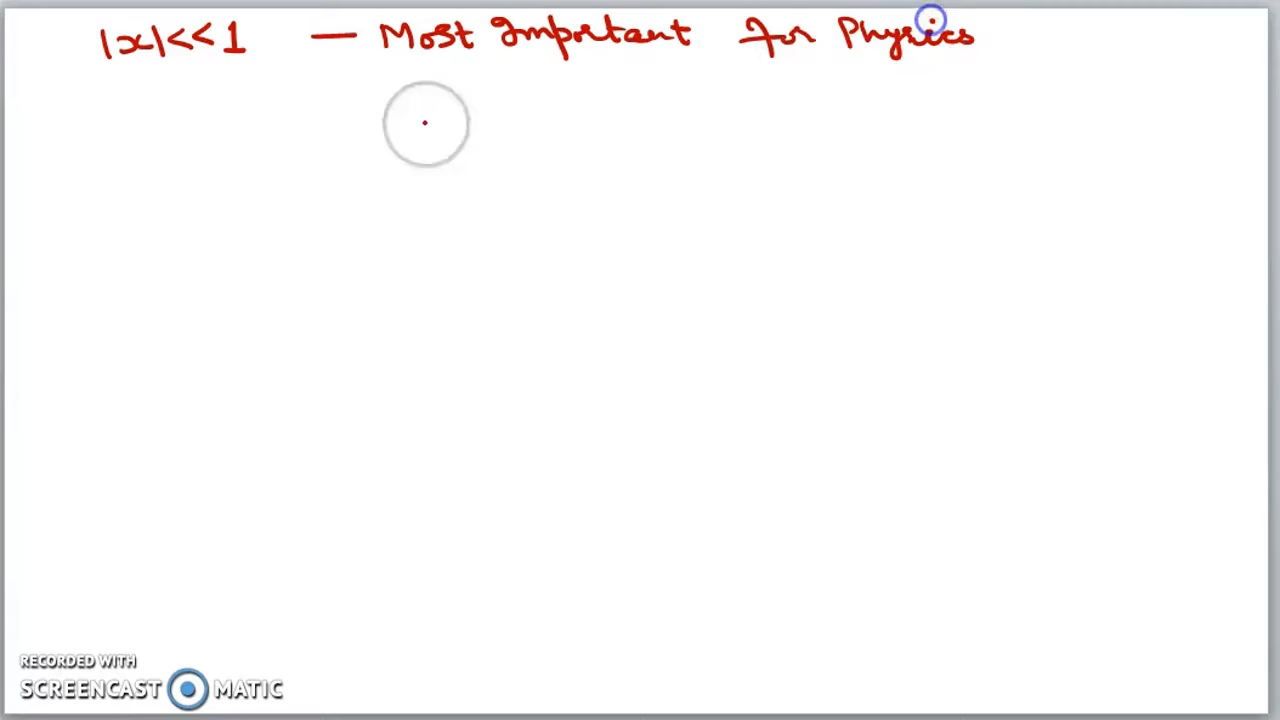 |x|<<1 — Most Important for Physics
RECORDED WITH
SCREENCAST MATIC